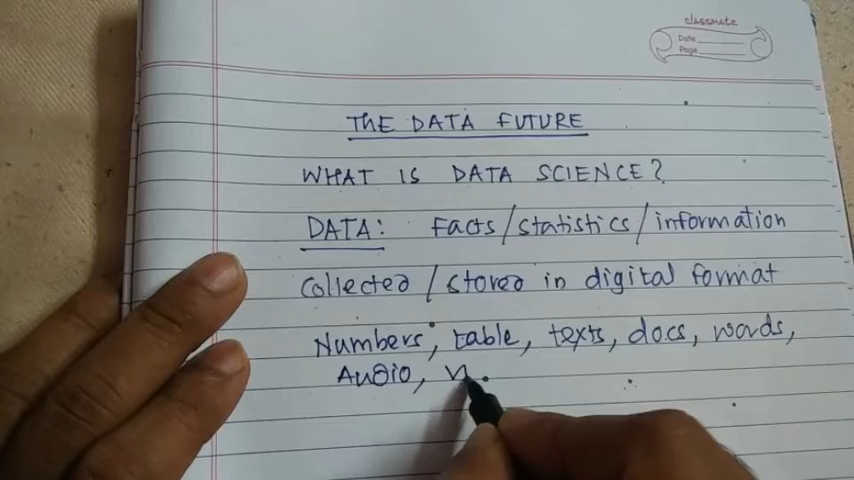 classmate
Date
Page
THE DATA FUTURE
WHAT IS DATA SCIENCE?
DATA: Facts/statistics/information
Collected/stored in digital format
Numbers, table, texts, docs, words,
Audio,